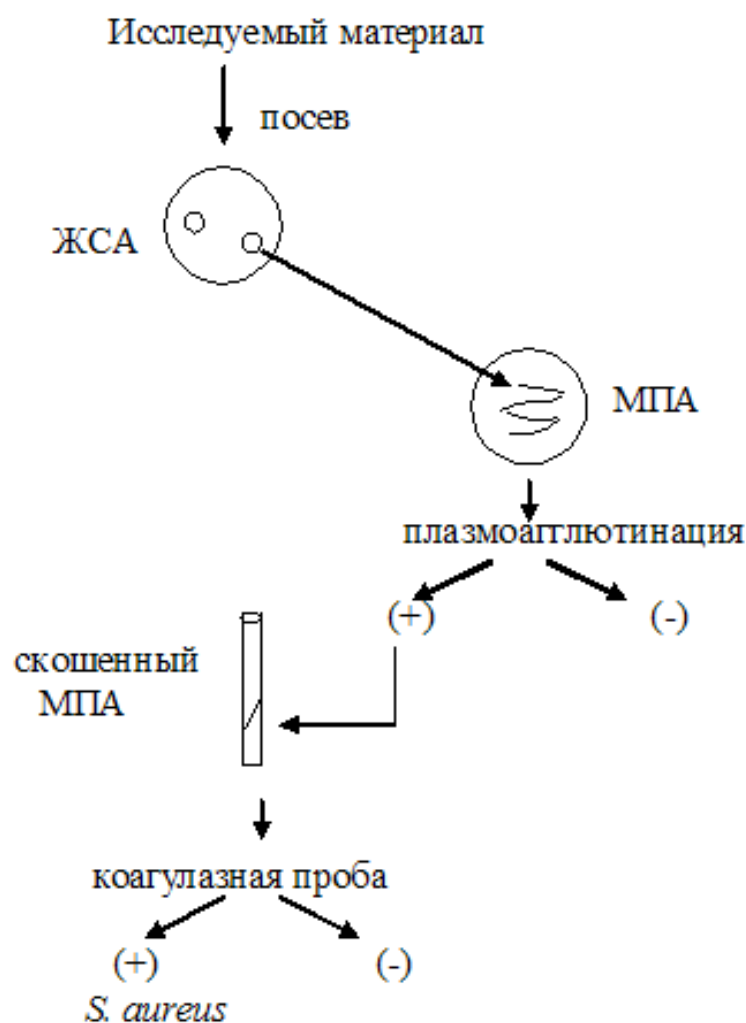 Исследуемый материал
посев
ЖСА
МПА
плазмоагглютинация
(+) (-)
скошенный
МПА
коагулазная проба
(+) (-)
S. aureus